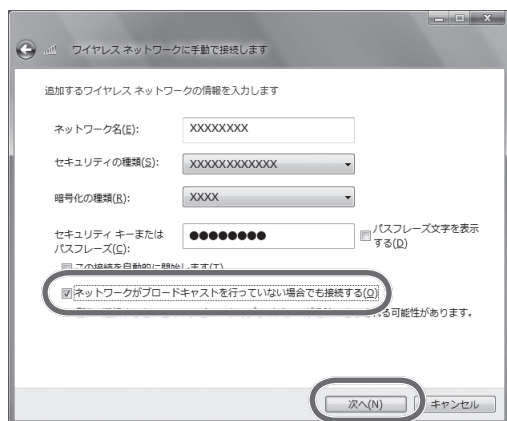 ワイヤレス ネットワークに手動で接続します
追加するワイヤレス ネットワークの情報を入力します
ネットワーク名(E):
XXXXXXXX
セキュリティの種類(S):
XXXXXXXXXXXX
暗号化の種類(R):
XXXX
セキュリティ キーまたは
パスフレーズ(C):
●●●●●●●●
パスフレーズ文字を表示
する(D)
この接続を自動的に開始します(T)
ネットワークがブロードキャストを行っていない場合でも接続する(O)
される可能性があります。
次へ(N)
キャンセル